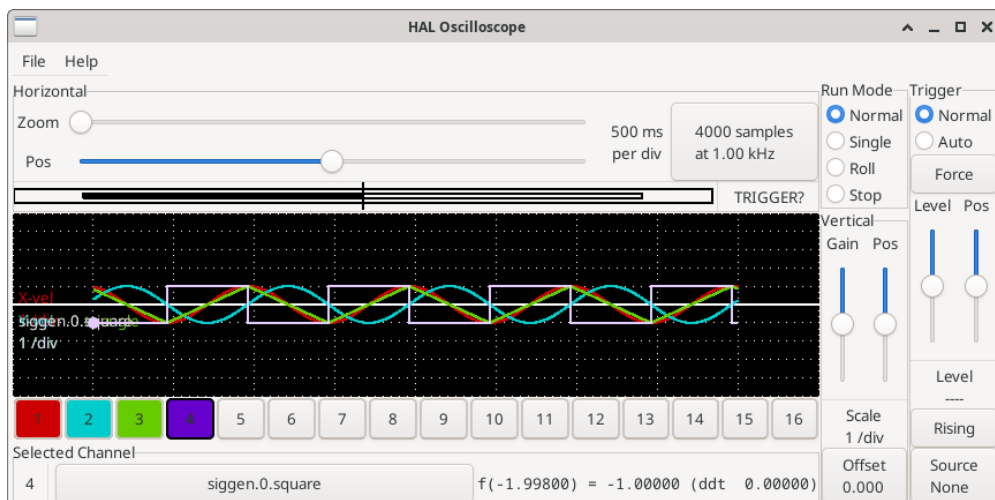 HAL Oscilloscope
File Help
Horizontal
Zoom
Pos
500 ms
per div
4000 samples
at 1.00 kHz
TRIGGER?
Run Mode
Normal
Single
Roll
Stop
Trigger
Normal
Auto
Force
Level Pos
Vertical
Gain Pos
X-vel
siggen.0.square
1 /div
1 2 3 4 5 6 7 8 9 10 11 12 13 14 15 16
Scale
1 /div
Level
----
Rising
Selected Channel
4 siggen.0.square f(-1.99800) = -1.00000 (ddt 0.00000)
Offset
0.000
Source
None